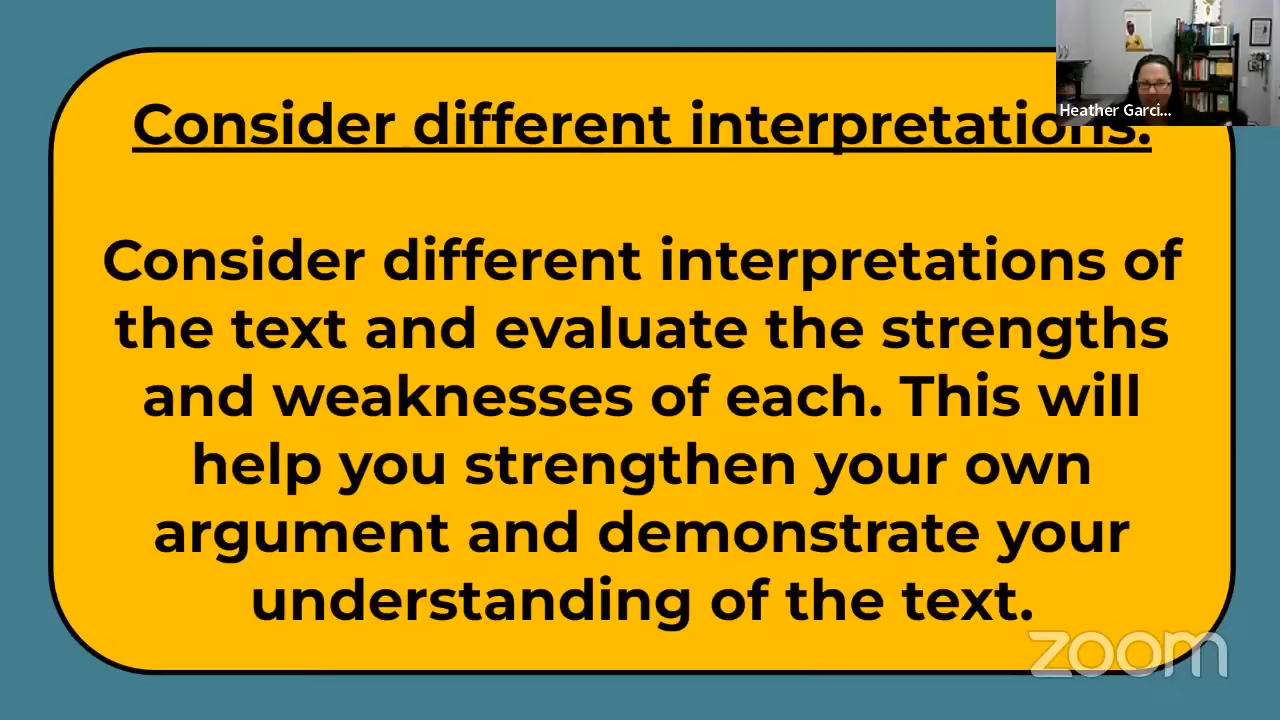 Consider different interpretations:
Heather Garci...
Consider different interpretations of
the text and evaluate the strengths
and weaknesses of each. This will
help you strengthen your own
argument and demonstrate your
understanding of the text.
zoom